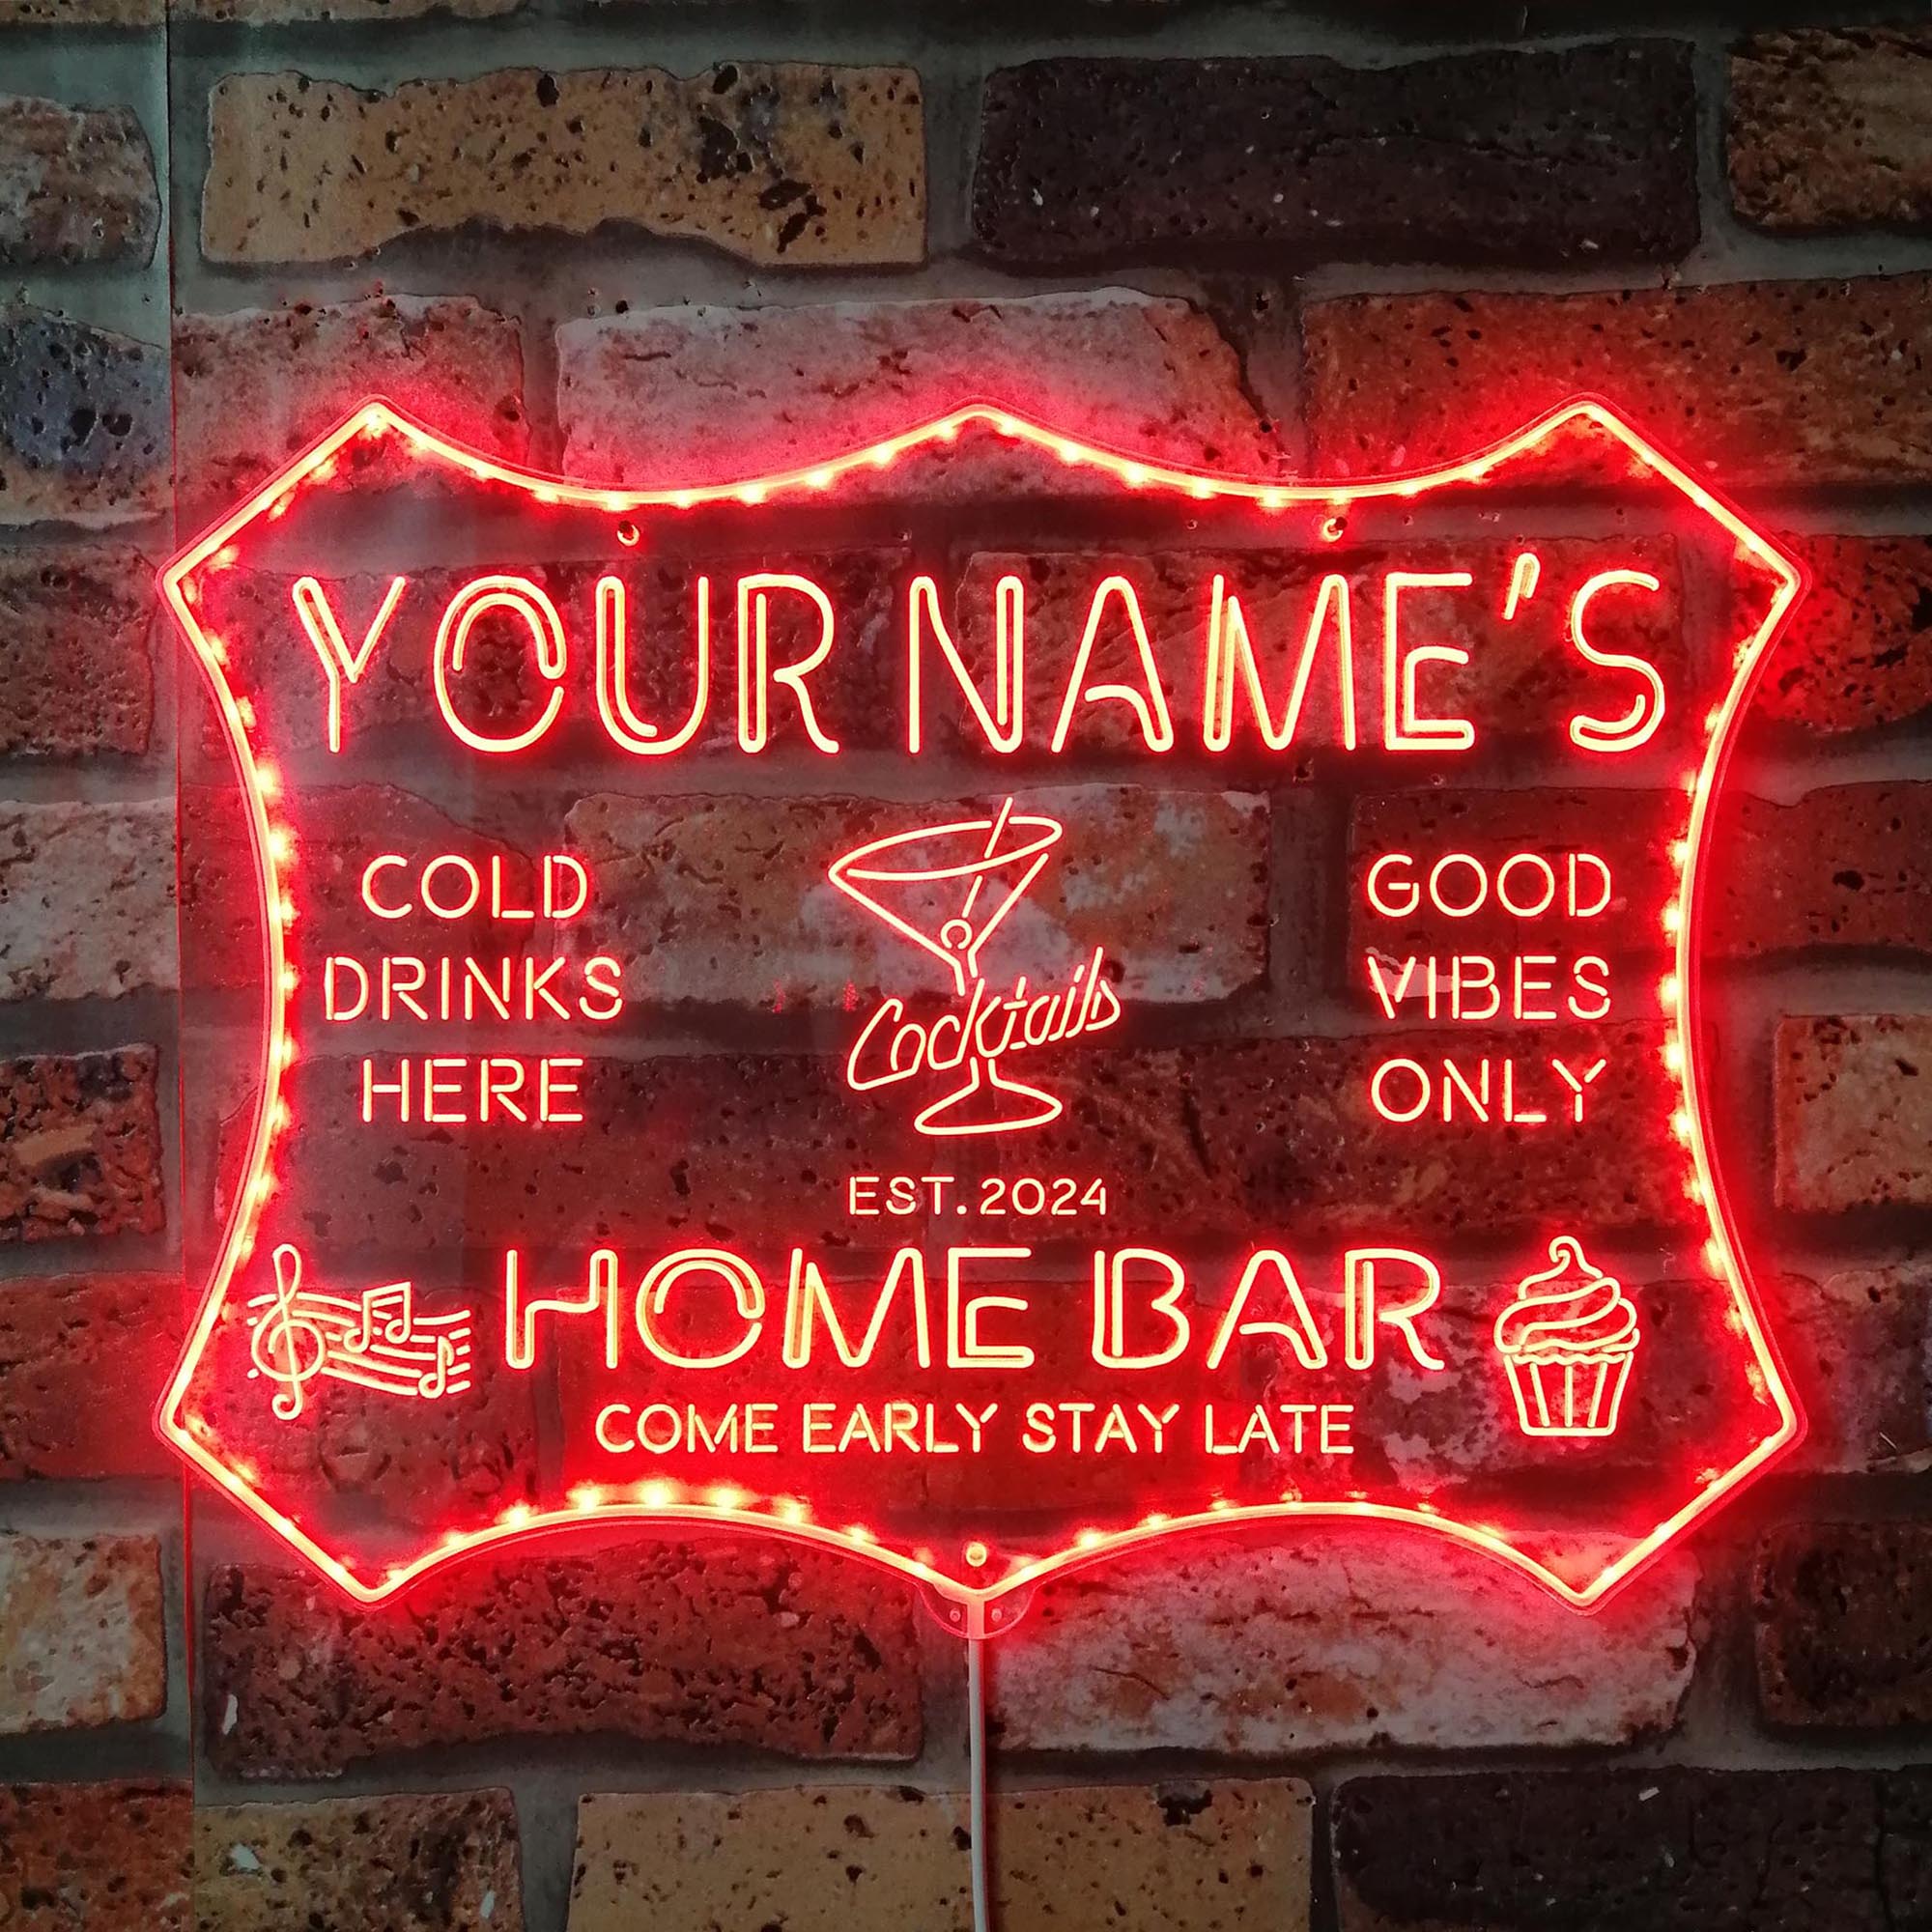 YOUR NAME'S
COLD
DRINKS
HERE
Cocktails
GOOD
VIBES
ONLY
EST. 2024
HOME BAR
COME EARLY STAY LATE